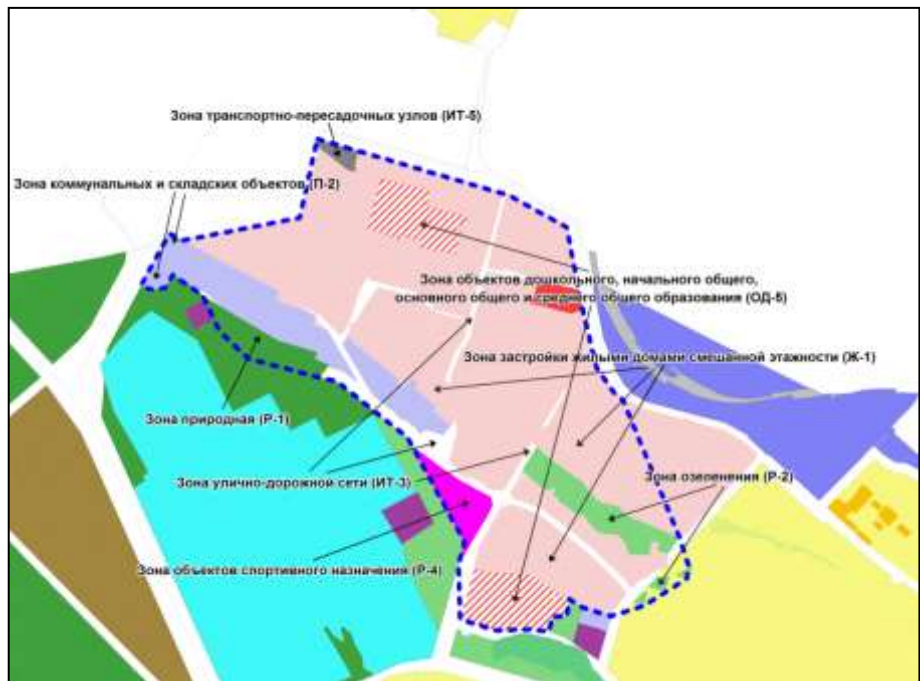 Зона транспортно-пересадочных узлов (ИТ-5)
Зона коммунальных и складских объектов (П-2)
Зона объектов дошкольного, начального общего,
основного общего и среднего общего образования (ОД-5)
Зона застройки жилыми домами смешанной этажности (Ж-1)
Зона природная (Р-1)
Зона улично-дорожной сети (ИТ-3)
Зона озеленения (Р-2)
Зона объектов спортивного назначения (Р-4)